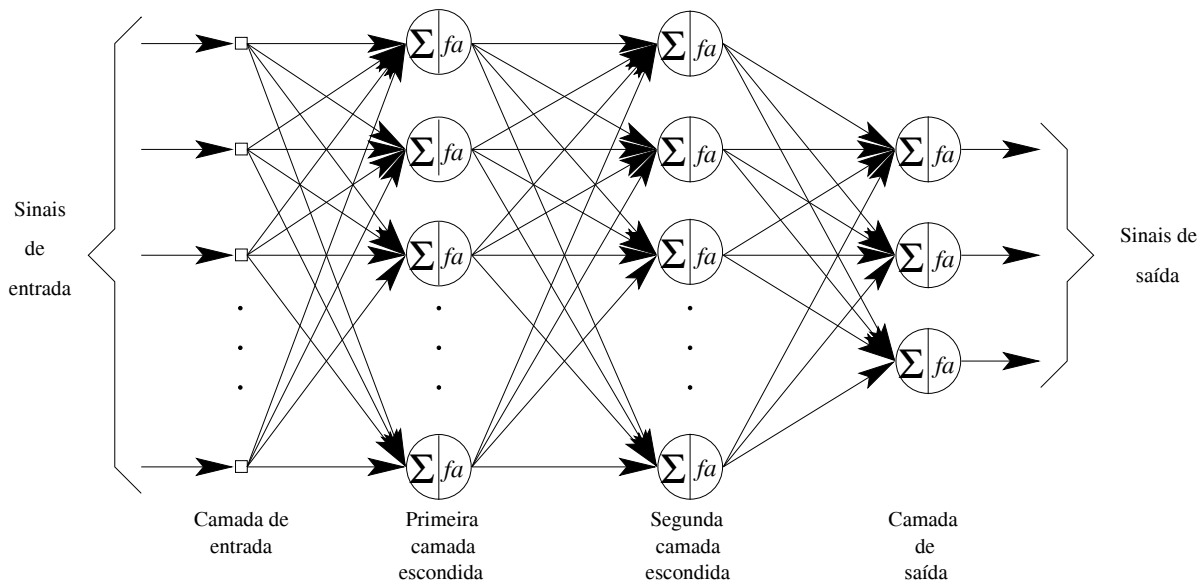 Σ fa
Σ fa
Σ fa
Σ fa
Σ fa
Σ fa
Σ fa
Σ fa
Σ fa
Σ fa
Σ fa
Sinais
de
entrada
Sinais de
saída
Camada de
entrada
Primeira
camada
escondida
Segunda
camada
escondida
Camada
de
saída